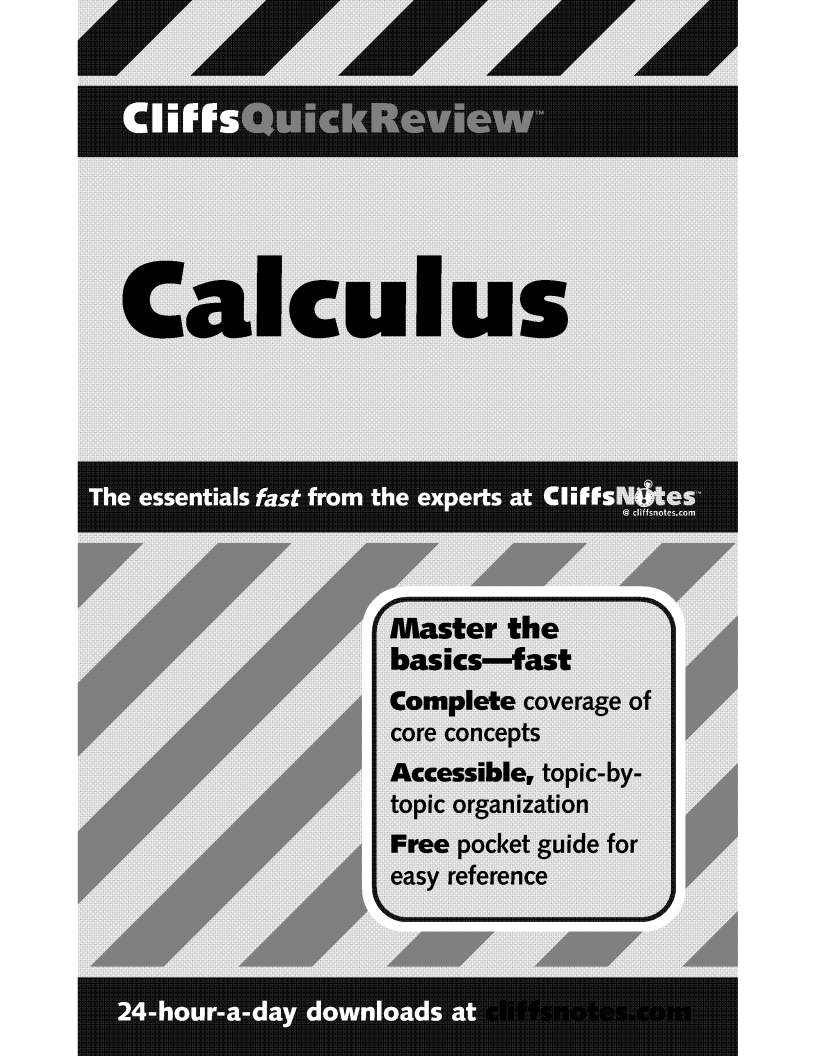 CliffsQuickReview™
Calculus
The essentials fast from the experts at CliffsNotes™
@ cliffsnotes.com
Master the
basics—fast
Complete coverage of
core concepts
Accessible, topic-by-
topic organization
Free pocket guide for
easy reference
24-hour-a-day downloads at cliffsnotes.com